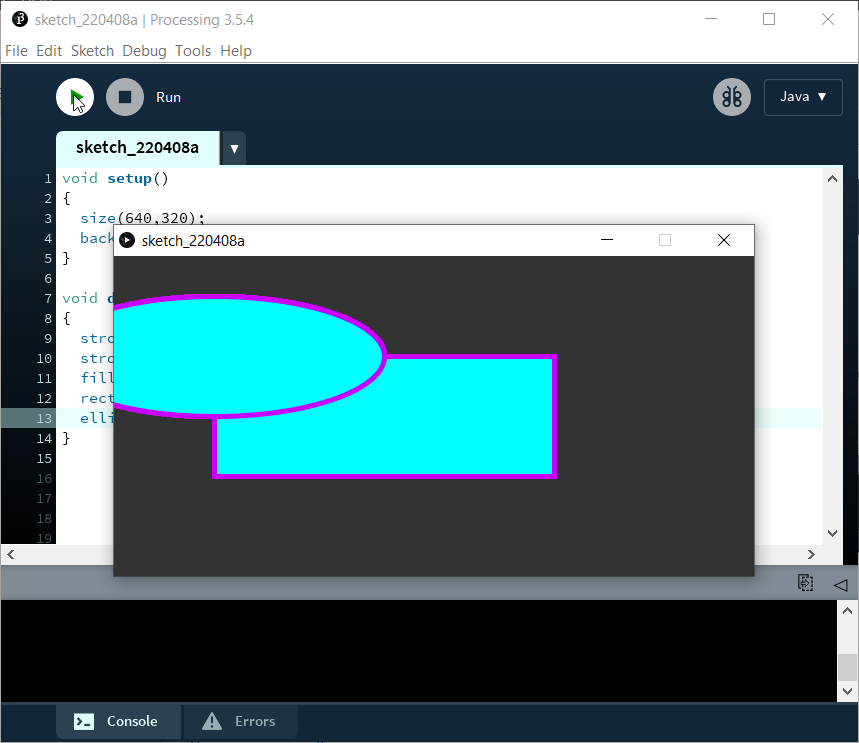 sketch_220408a | Processing 3.5.4
File Edit Sketch Debug Tools Help
Run
Java ▼
sketch_220408a ▼
1 void setup()
2 {
3 size(640,320);
4 back
5 }
6
7 void d
8 {
9 stro
10 stro
11 fill
12 rect
13 elli
14 }
15
16
17
18
19
sketch_220408a
Console
Errors